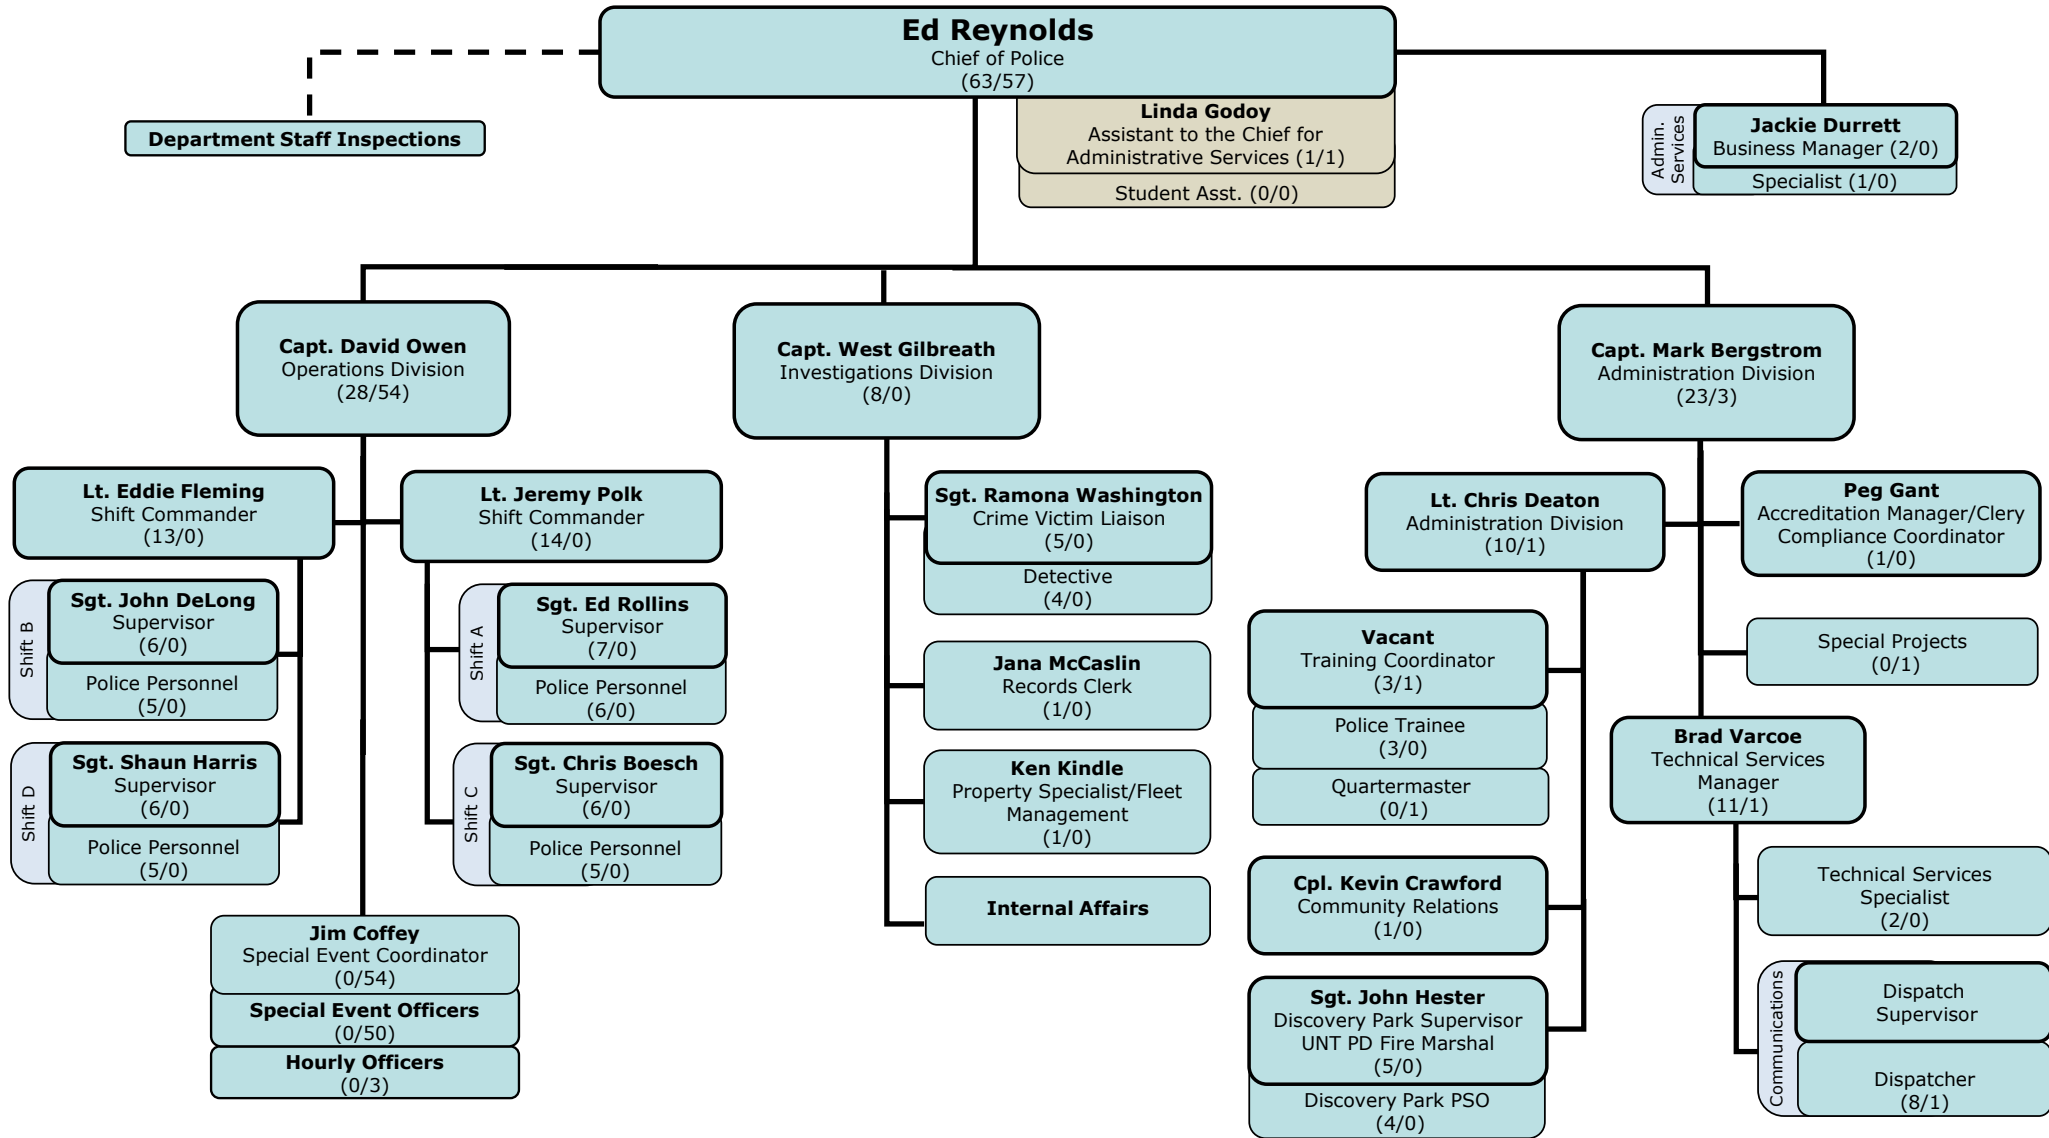 Ed Reynolds
Chief of Police
(63/57)
Department Staff Inspections
Linda Godoy
Assistant to the Chief for
Administrative Services (1/1)
Student Asst. (0/0)
Admin.
Services
Jackie Durrett
Business Manager (2/0)
Specialist (1/0)
Capt. David Owen
Operations Division
(28/54)
Capt. West Gilbreath
Investigations Division
(8/0)
Capt. Mark Bergstrom
Administration Division
(23/3)
Lt. Eddie Fleming
Shift Commander
(13/0)
Shift B
Sgt. John DeLong
Supervisor
(6/0)
Police Personnel
(5/0)
Shift D
Sgt. Shaun Harris
Supervisor
(6/0)
Police Personnel
(5/0)
Lt. Jeremy Polk
Shift Commander
(14/0)
Shift A
Sgt. Ed Rollins
Supervisor
(7/0)
Police Personnel
(6/0)
Shift C
Sgt. Chris Boesch
Supervisor
(6/0)
Police Personnel
(5/0)
Jim Coffey
Special Event Coordinator
(0/54)
Special Event Officers
(0/50)
Hourly Officers
(0/3)
Sgt. Ramona Washington
Crime Victim Liaison
(5/0)
Detective
(4/0)
Jana McCaslin
Records Clerk
(1/0)
Ken Kindle
Property Specialist/Fleet
Management
(1/0)
Internal Affairs
Lt. Chris Deaton
Administration Division
(10/1)
Vacant
Training Coordinator
(3/1)
Police Trainee
(3/0)
Quartermaster
(0/1)
Cpl. Kevin Crawford
Community Relations
(1/0)
Sgt. John Hester
Discovery Park Supervisor
UNT PD Fire Marshal
(5/0)
Discovery Park PSO
(4/0)
Peg Gant
Accreditation Manager/Clery
Compliance Coordinator
(1/0)
Special Projects
(0/1)
Brad Varcoe
Technical Services
Manager
(11/1)
Technical Services
Specialist
(2/0)
Communications
Dispatch
Supervisor
Dispatcher
(8/1)